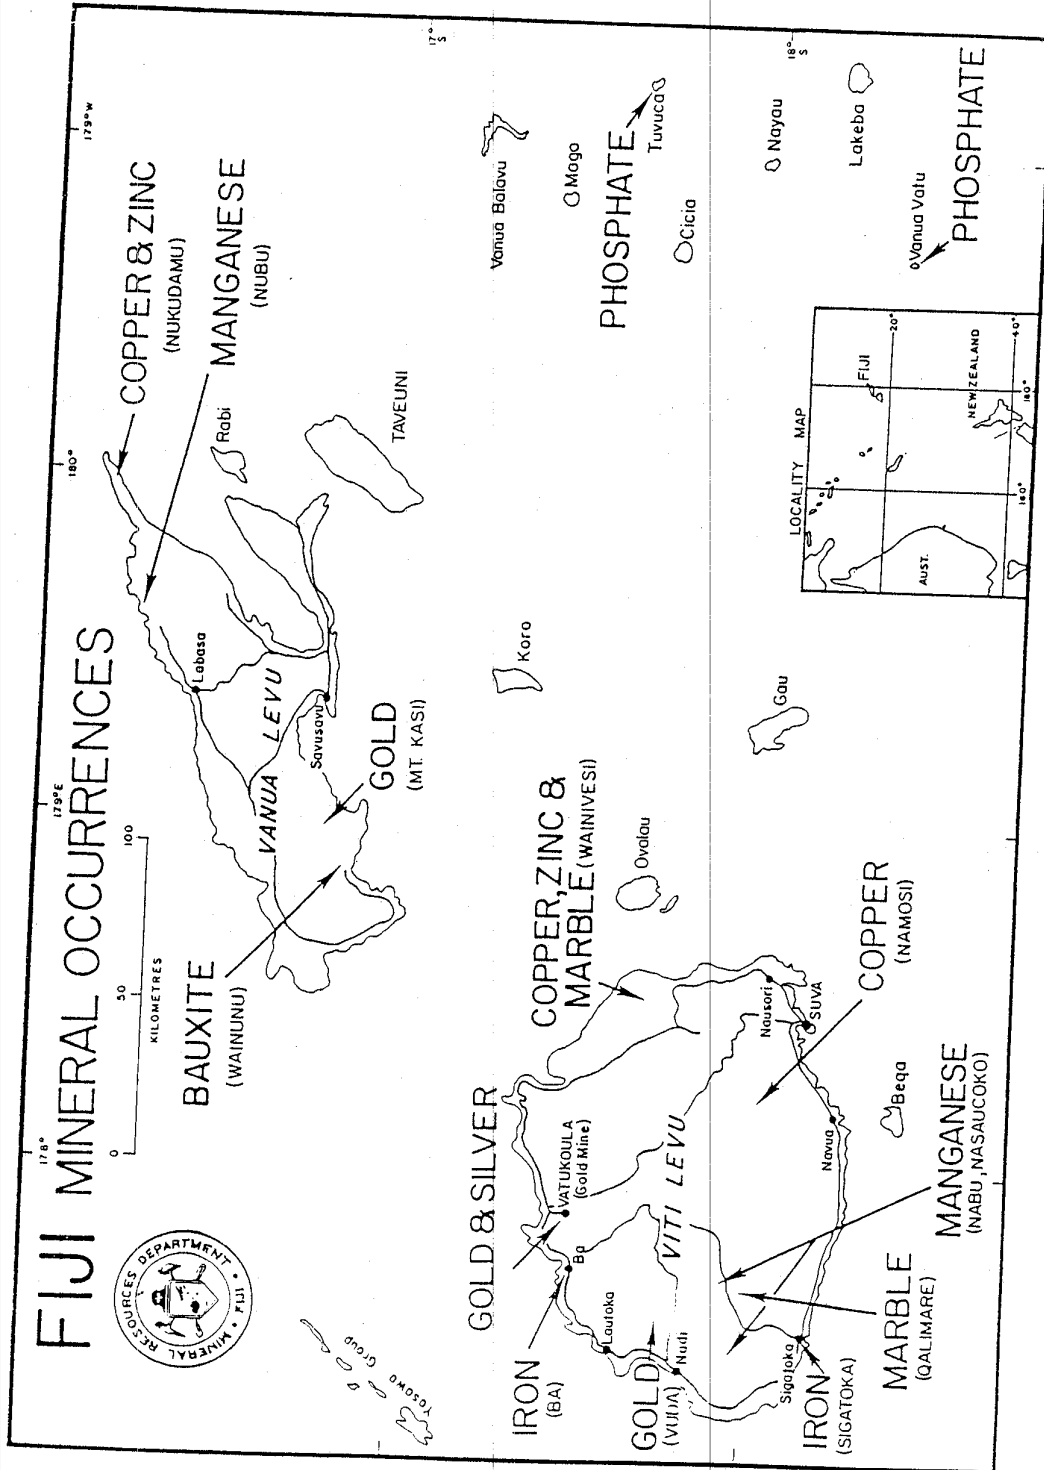 FIJI MINERAL OCCURRENCES
MINERAL RESOURCES DEPARTMENT • FIJI •
178°
179°E
180°
179°W
17°
S
18°
S
0
50
100
KILOMETRES
COPPER & ZINC
(NUKUDAMU)
MANGANESE
(NUBU)
BAUXITE
(WAINUNU)
GOLD
(MT. KASI)
VANUA LEVU
Labasa
Savusavu
Rabi
TAVEUNI
Yasawa Group
Koro
Vanua Balavu
Mago
PHOSPHATE
Tuvuca
Cicia
Nayau
Lakeba
Vanua Vatu
PHOSPHATE
GOLD & SILVER
COPPER, ZINC &
MARBLE (WAINIVESI)
IRON
(BA)
VATUKOULA
(Gold Mine)
Ba
Lautoka
GOLD
(VUDA)
Nadi
VITI LEVU
Ovalau
Gau
Nausori
SUVA
COPPER
(NAMOSI)
Navua
Beqa
Sigatoka
IRON
(SIGATOKA)
MARBLE
(QALIMARE)
MANGANESE
(NABU, NASAUCOKO)
LOCALITY MAP
FIJI
AUST.
NEW ZEALAND
20°
40°
160°
180°